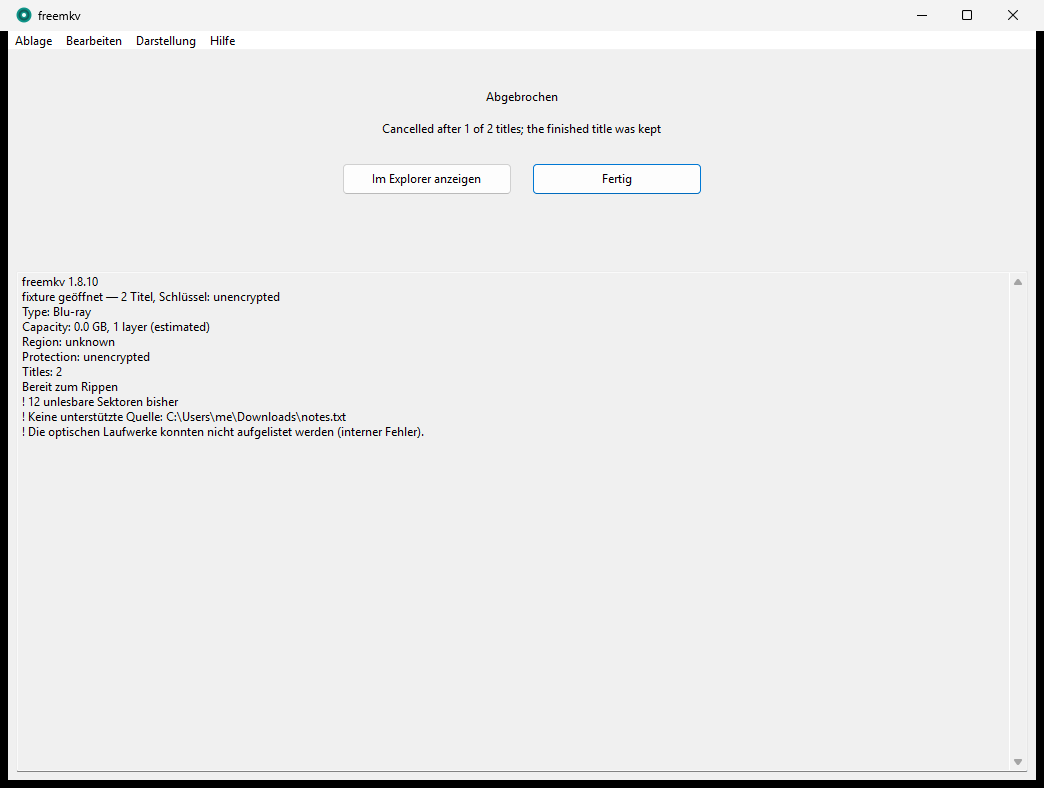 freemkv
Ablage Bearbeiten Darstellung Hilfe
Abgebrochen
Cancelled after 1 of 2 titles; the finished title was kept
Im Explorer anzeigen Fertig
freemkv 1.8.10
fixture geöffnet — 2 Titel, Schlüssel: unencrypted
Type: Blu-ray
Capacity: 0.0 GB, 1 layer (estimated)
Region: unknown
Protection: unencrypted
Titles: 2
Bereit zum Rippen
! 12 unlesbare Sektoren bisher
! Keine unterstützte Quelle: C:\Users\me\Downloads\notes.txt
! Die optischen Laufwerke konnten nicht aufgelistet werden (interner Fehler).